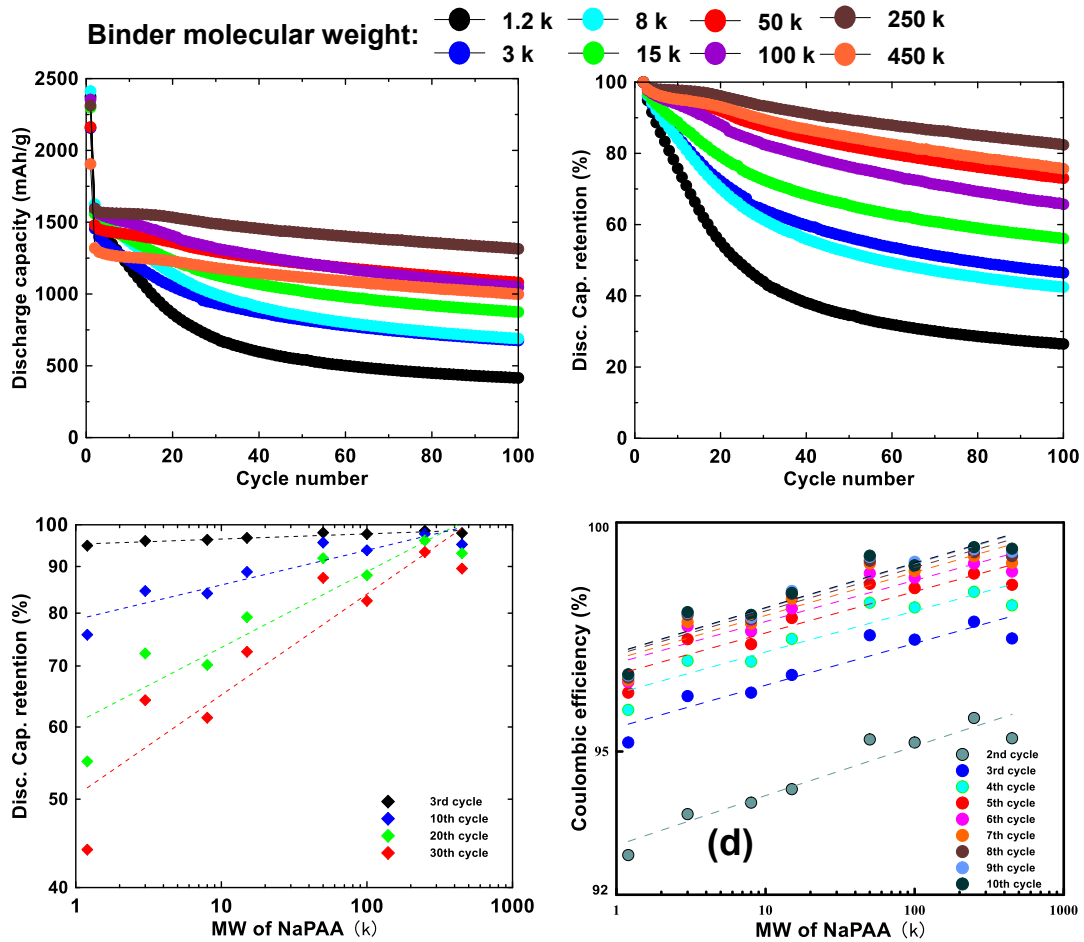 Binder molecular weight:
1.2 k 8 k 50 k 250 k
3 k 15 k 100 k 450 k
2500
2000
1500
1000
500
0
Discharge capacity (mAh/g)
0 20 40 60 80 100
Cycle number
100
80
60
40
20
0
Disc. Cap. retention (%)
0 20 40 60 80 100
Cycle number
100
90
80
70
60
50
40
Disc. Cap. retention (%)
3rd cycle
10th cycle
20th cycle
30th cycle
1 10 100 1000
MW of NaPAA (k)
100
95
92
Coulombic efficiency (%)
(d)
2nd cycle
3rd cycle
4th cycle
5th cycle
6th cycle
7th cycle
8th cycle
9th cycle
10th cycle
1 10 100 1000
MW of NaPAA (k)